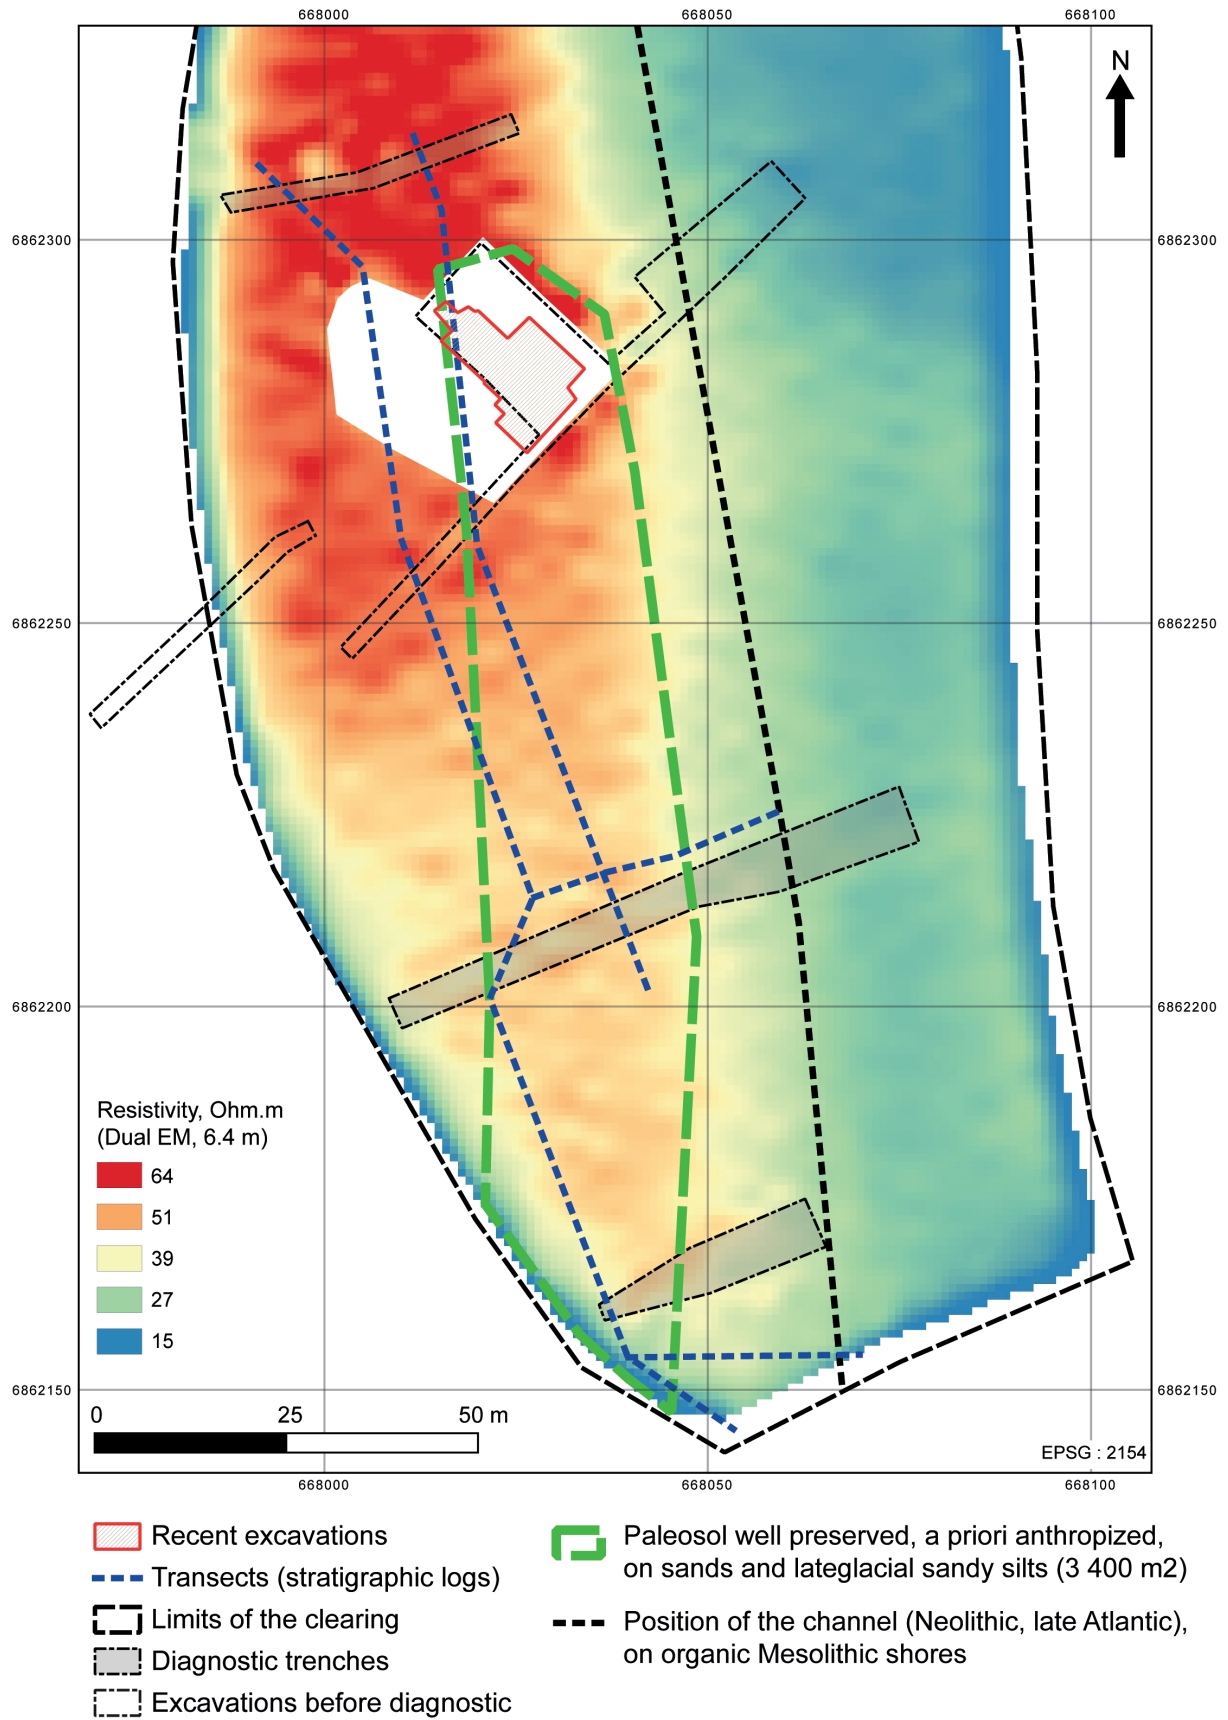 668000
668050
668100
N
6862300
6862300
6862250
6862250
6862200
6862200
Resistivity, Ohm.m
(Dual EM, 6.4 m)
64
51
39
27
15
6862150
6862150
0
25
50 m
EPSG : 2154
668000
668050
668100
Recent excavations
Transects (stratigraphic logs)
Limits of the clearing
Diagnostic trenches
Excavations before diagnostic
Paleosol well preserved, a priori anthropized,
on sands and lateglacial sandy silts (3 400 m2)
Position of the channel (Neolithic, late Atlantic),
on organic Mesolithic shores